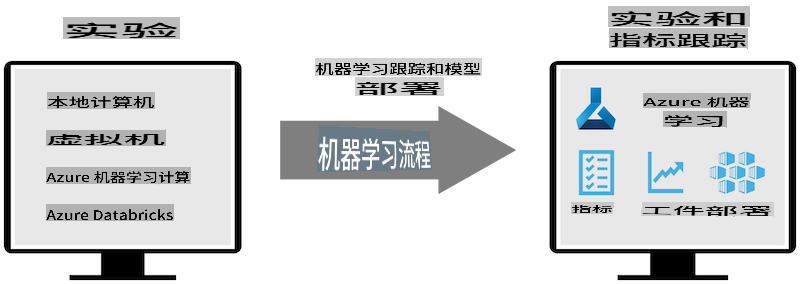 实验
本地计算机
虚拟机
Azure 机器学习计算
Azure Databricks
机器学习跟踪和模型
部署
机器学习流程
实验和
指标跟踪
Azure 机器
学习
指标
工件部署